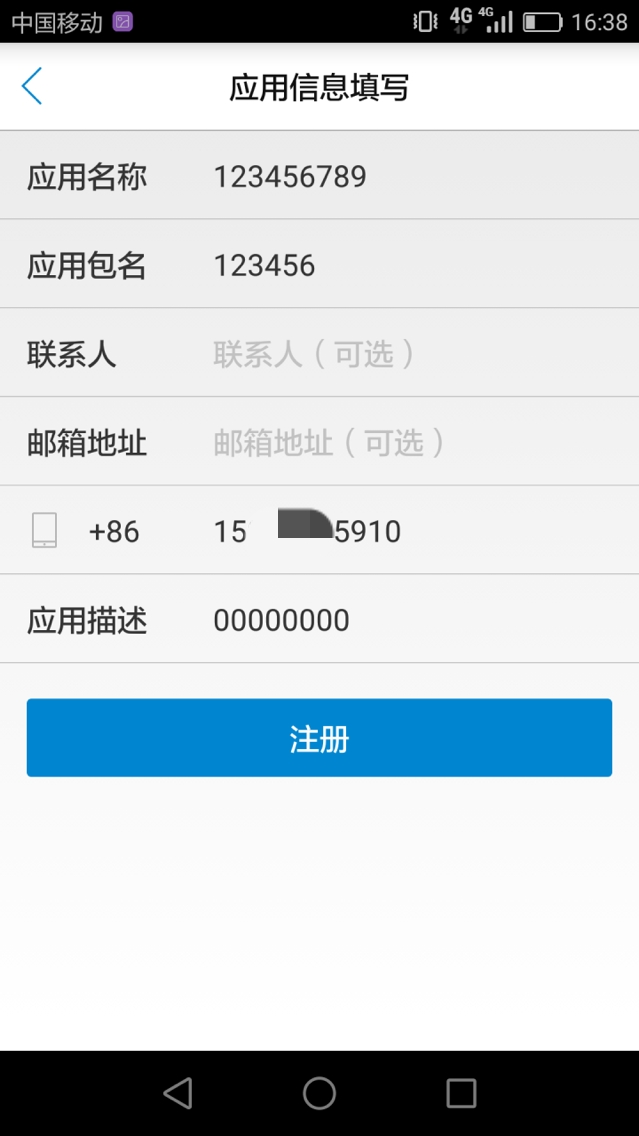 中国移动 4G 4G 16:38
应用信息填写
应用名称 123456789
应用包名 123456
联系人 联系人（可选）
邮箱地址 邮箱地址（可选）
+86 15 5910
应用描述 00000000
注册